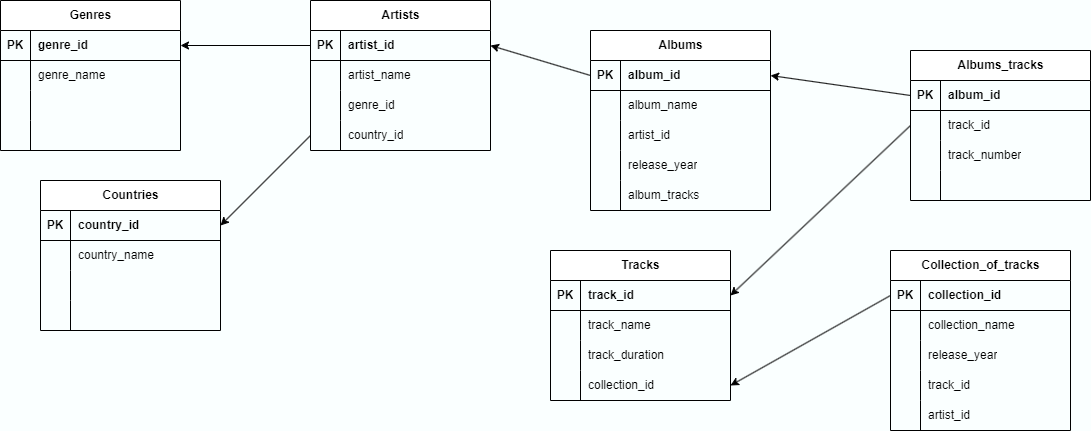 Genres
PK genre_id
genre_name
Artists
PK artist_id
artist_name
genre_id
country_id
Albums
PK album_id
album_name
artist_id
release_year
album_tracks
Albums_tracks
PK album_id
track_id
track_number
Countries
PK country_id
country_name
Tracks
PK track_id
track_name
track_duration
collection_id
Collection_of_tracks
PK collection_id
collection_name
release_year
track_id
artist_id